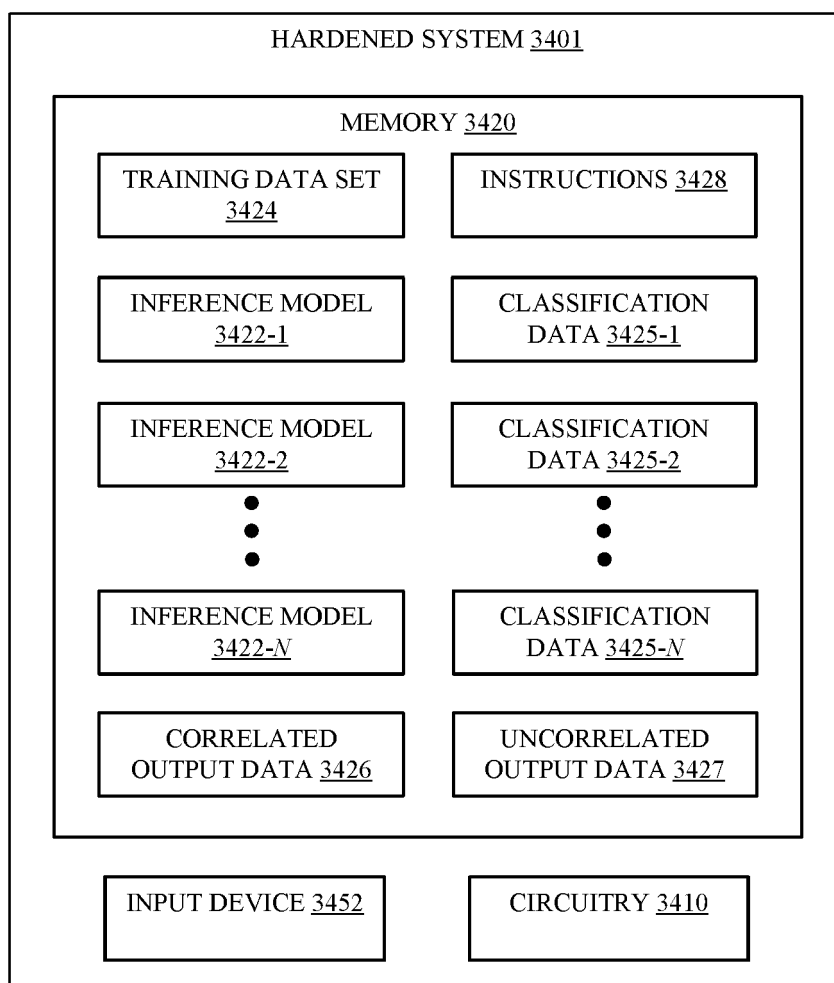 HARDENED SYSTEM 3401
MEMORY 3420
TRAINING DATA SET
3424
INSTRUCTIONS 3428
INFERENCE MODEL
3422-1
CLASSIFICATION
DATA 3425-1
INFERENCE MODEL
3422-2
CLASSIFICATION
DATA 3425-2
INFERENCE MODEL
3422-N
CLASSIFICATION
DATA 3425-N
CORRELATED
OUTPUT DATA 3426
UNCORRELATED
OUTPUT DATA 3427
INPUT DEVICE 3452
CIRCUITRY 3410